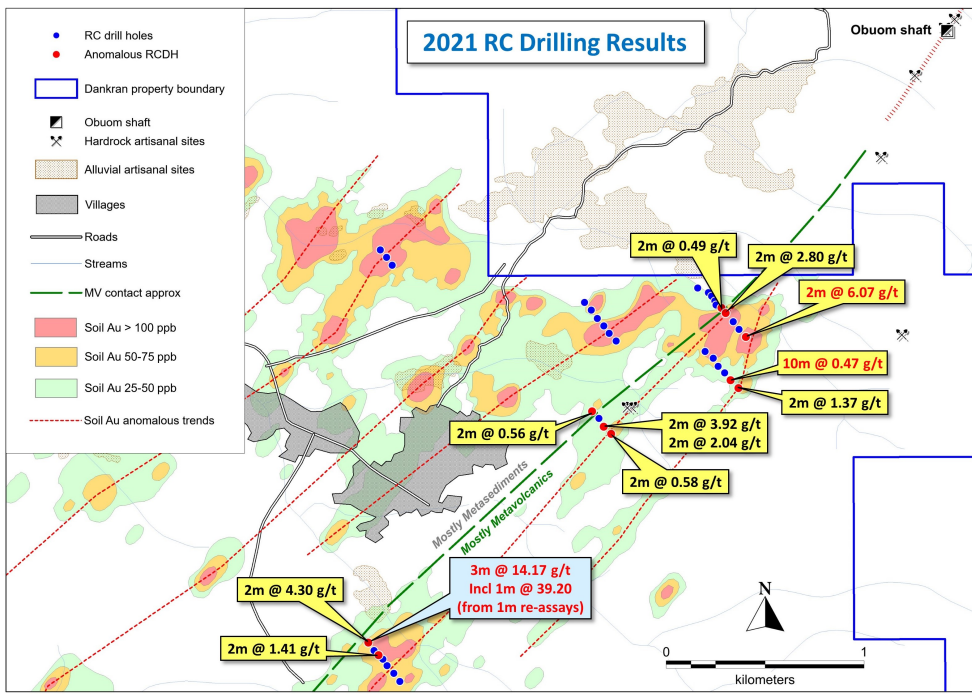 2021 RC Drilling Results
RC drill holes
Anomalous RCDH
Dankran property boundary
Obuom shaft
Hardrock artisanal sites
Alluvial artisanal sites
Villages
Roads
Streams
MV contact approx
Soil Au > 100 ppb
Soil Au 50-75 ppb
Soil Au 25-50 ppb
Soil Au anomalous trends
Obuom shaft
2m @ 0.49 g/t
2m @ 2.80 g/t
2m @ 6.07 g/t
10m @ 0.47 g/t
2m @ 1.37 g/t
2m @ 0.56 g/t
2m @ 3.92 g/t
2m @ 2.04 g/t
2m @ 0.58 g/t
Mostly Metasediments
Mostly Metavolcanics
3m @ 14.17 g/t
Incl 1m @ 39.20
(from 1m re-assays)
2m @ 4.30 g/t
2m @ 1.41 g/t
N
0 1
kilometers